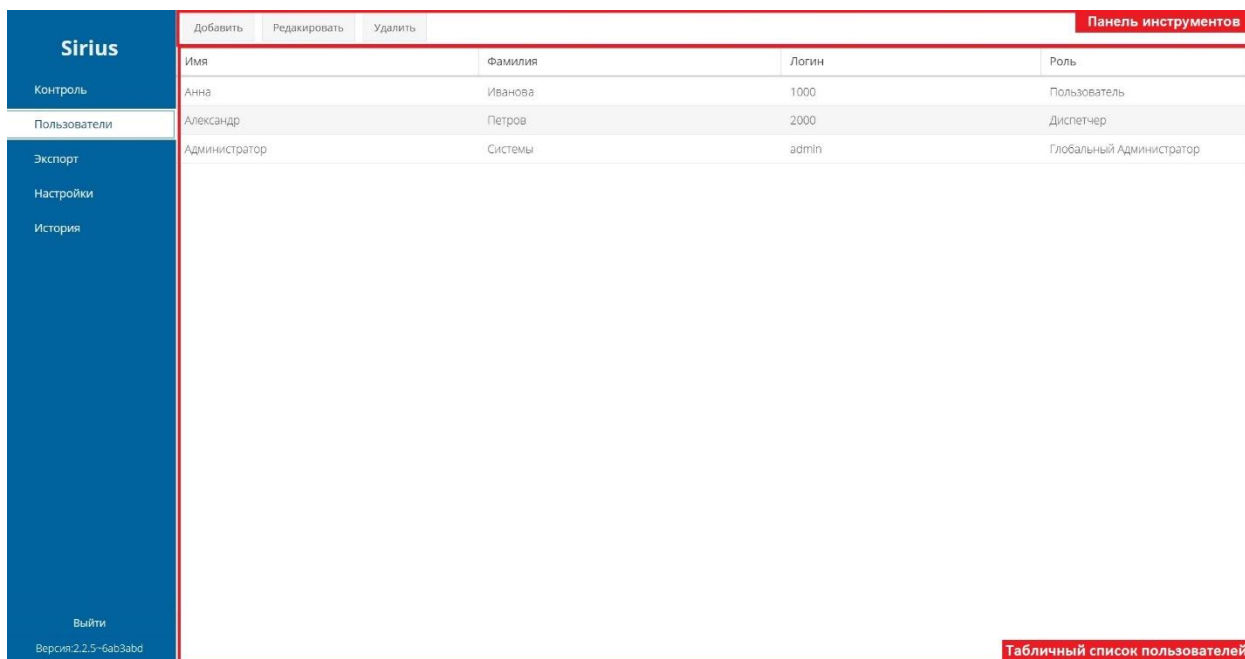 Sirius
Контроль
Пользователи
Экспорт
Настройки
История
Выйти
Версия:2.2.5~6ab3abd
Добавить Редакировать Удалить
Панель инструментов
Имя Фамилия Логин Роль
Анна Иванова 1000 Пользователь
Александр Петров 2000 Диспетчер
Администратор Системы admin Глобальный Администратор
Табличный список пользователей